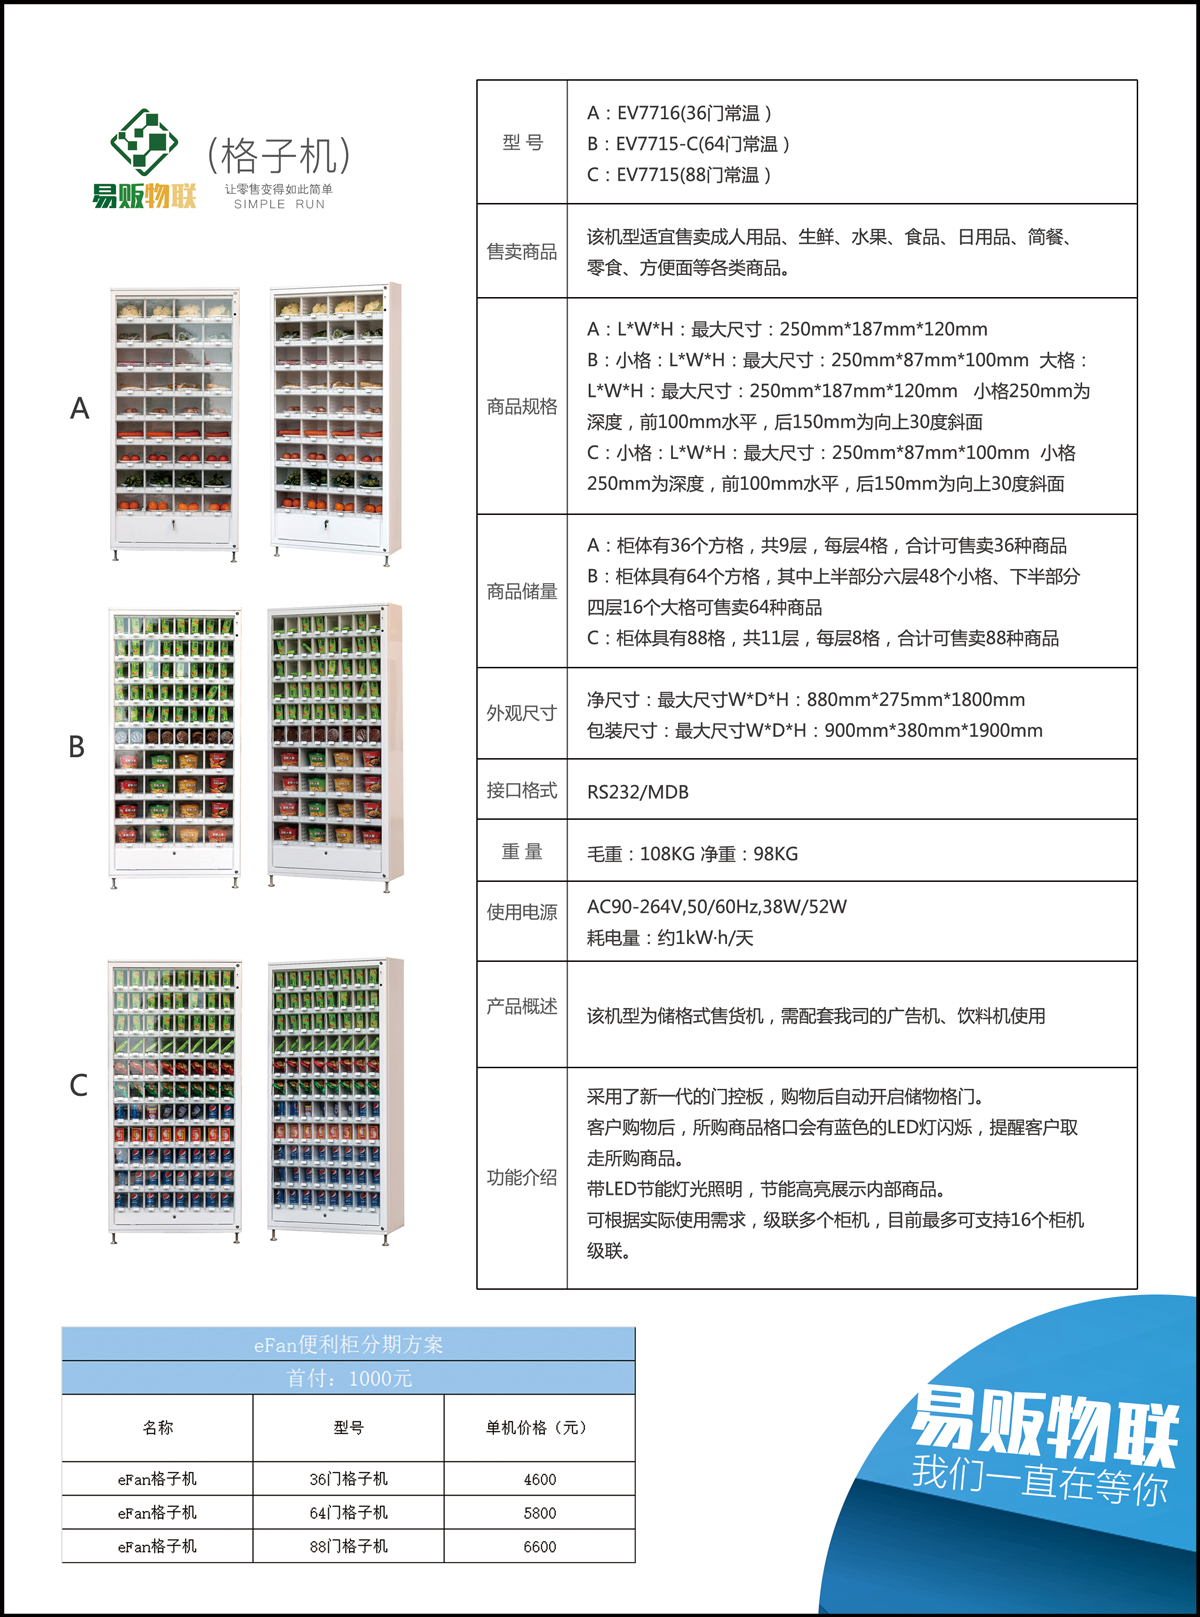 易贩物联
(格子机)
让零售变得如此简单
SIMPLE RUN
A
B
C
型 号
A：EV7716(36门常温）
B：EV7715-C(64门常温）
C：EV7715(88门常温）
售卖商品
该机型适宜售卖成人用品、生鲜、水果、食品、日用品、简餐、
零食、方便面等各类商品。
商品规格
A：L*W*H：最大尺寸：250mm*187mm*120mm
B：小格：L*W*H：最大尺寸：250mm*87mm*100mm 大格：
L*W*H：最大尺寸：250mm*187mm*120mm 小格250mm为
深度，前100mm水平，后150mm为向上30度斜面
C：小格：L*W*H：最大尺寸：250mm*87mm*100mm 小格
250mm为深度，前100mm水平，后150mm为向上30度斜面
商品储量
A：柜体有36个方格，共9层，每层4格，合计可售卖36种商品
B：柜体具有64个方格，其中上半部分六层48个小格、下半部分
四层16个大格可售卖64种商品
C：柜体具有88格，共11层，每层8格，合计可售卖88种商品
外观尺寸
净尺寸：最大尺寸W*D*H：880mm*275mm*1800mm
包装尺寸：最大尺寸W*D*H：900mm*380mm*1900mm
接口格式
RS232/MDB
重 量
毛重：108KG 净重：98KG
使用电源
AC90-264V,50/60Hz,38W/52W
耗电量：约1kW·h/天
产品概述
该机型为储格式售货机，需配套我司的广告机、饮料机使用
功能介绍
采用了新一代的门控板，购物后自动开启储物格门。
客户购物后，所购商品格口会有蓝色的LED灯闪烁，提醒客户取
走所购商品。
带LED节能灯光照明，节能高亮展示内部商品。
可根据实际使用需求，级联多个柜机，目前最多可支持16个柜机
级联。
eFan便利柜分期方案
首付：1000元
名称 型号 单机价格（元）
eFan格子机 36门格子机 4600
eFan格子机 64门格子机 5800
eFan格子机 88门格子机 6600
易贩物联
我们一直在等你